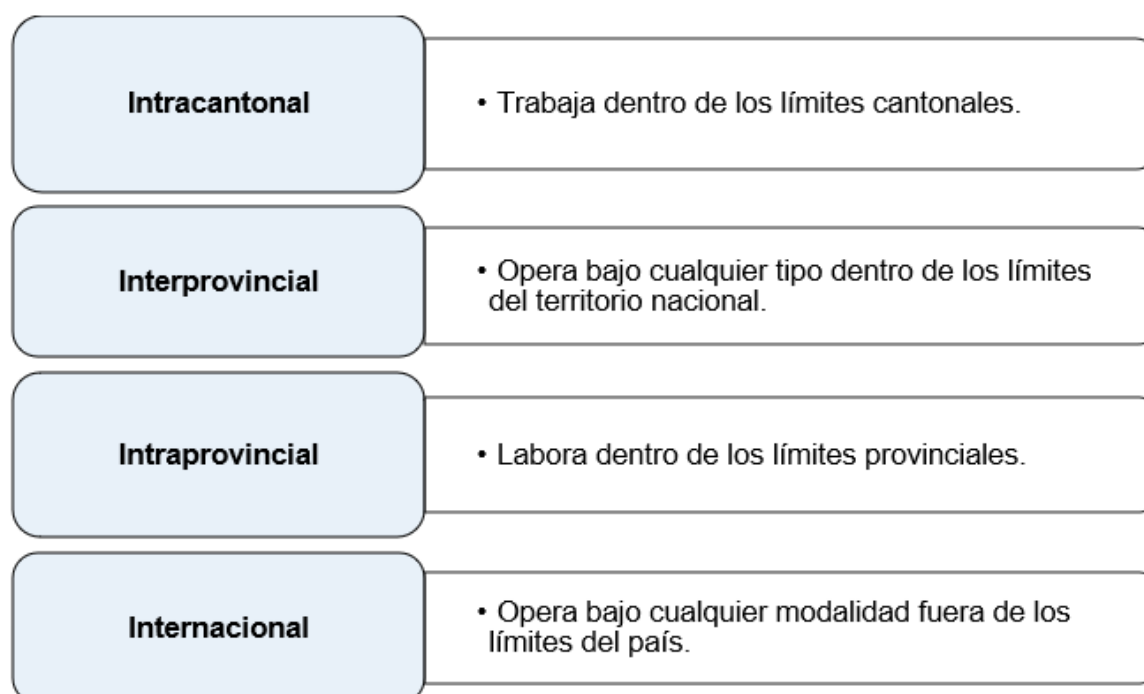 Intracantonal
• Trabaja dentro de los límites cantonales.
Interprovincial
• Opera bajo cualquier tipo dentro de los límites
del territorio nacional.
Intraprovincial
• Labora dentro de los límites provinciales.
Internacional
• Opera bajo cualquier modalidad fuera de los
límites del país.